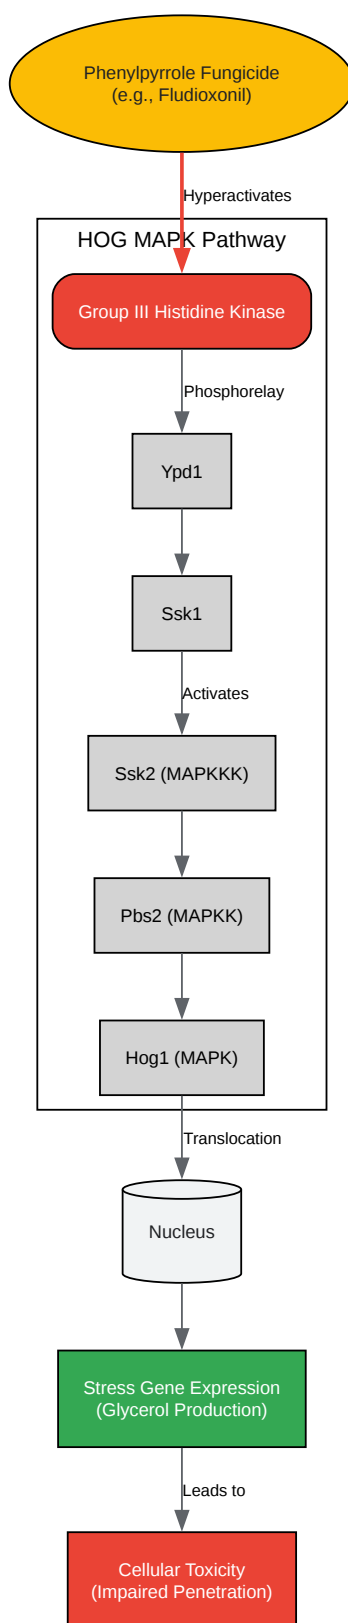 Phenylpyrrole Fungicide
(e.g., Fludioxonil)
Hyperactivates
HOG MAPK Pathway
Group III Histidine Kinase
Phosphorelay
Ypd1
Ssk1
Activates
Ssk2 (MAPKKK)
Pbs2 (MAPKK)
Hog1 (MAPK)
Translocation
Nucleus
Stress Gene Expression
(Glycerol Production)
Leads to
Cellular Toxicity
(Impaired Penetration)